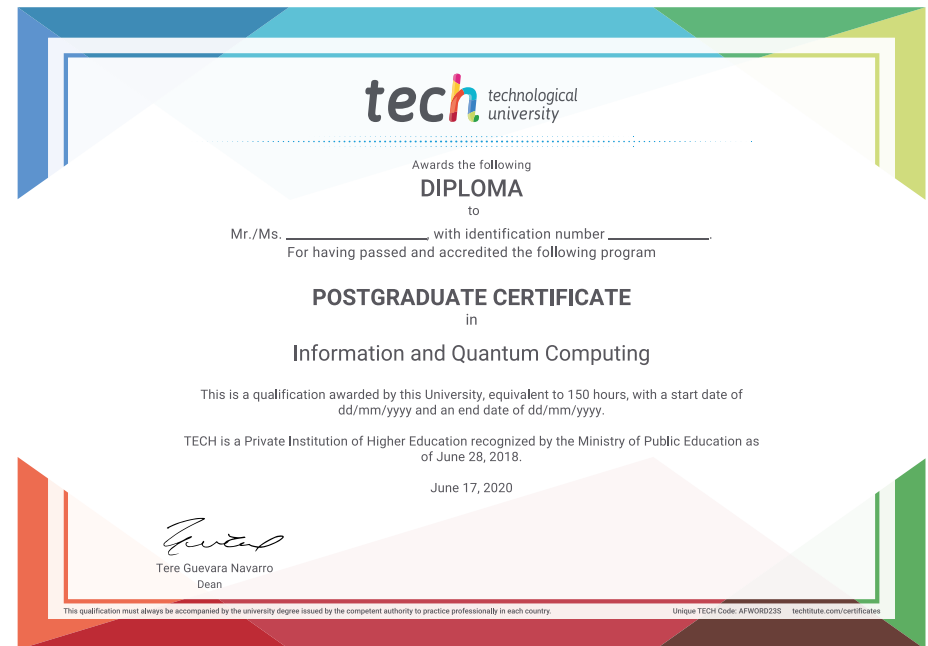 tech technological
university
Awards the following
DIPLOMA
to
Mr./Ms. ____________________, with identification number ______________.
For having passed and accredited the following program
POSTGRADUATE CERTIFICATE
in
Information and Quantum Computing
This is a qualification awarded by this University, equivalent to 150 hours, with a start date of
dd/mm/yyyy and an end date of dd/mm/yyyy.
TECH is a Private Institution of Higher Education recognized by the Ministry of Public Education as
of June 28, 2018.
June 17, 2020
Tere Guevara Navarro
Dean
This qualification must always be accompanied by the university degree issued by the competent authority to practice professionally in each country. Unique TECH Code: AFWORD23S techtitute.com/certificates